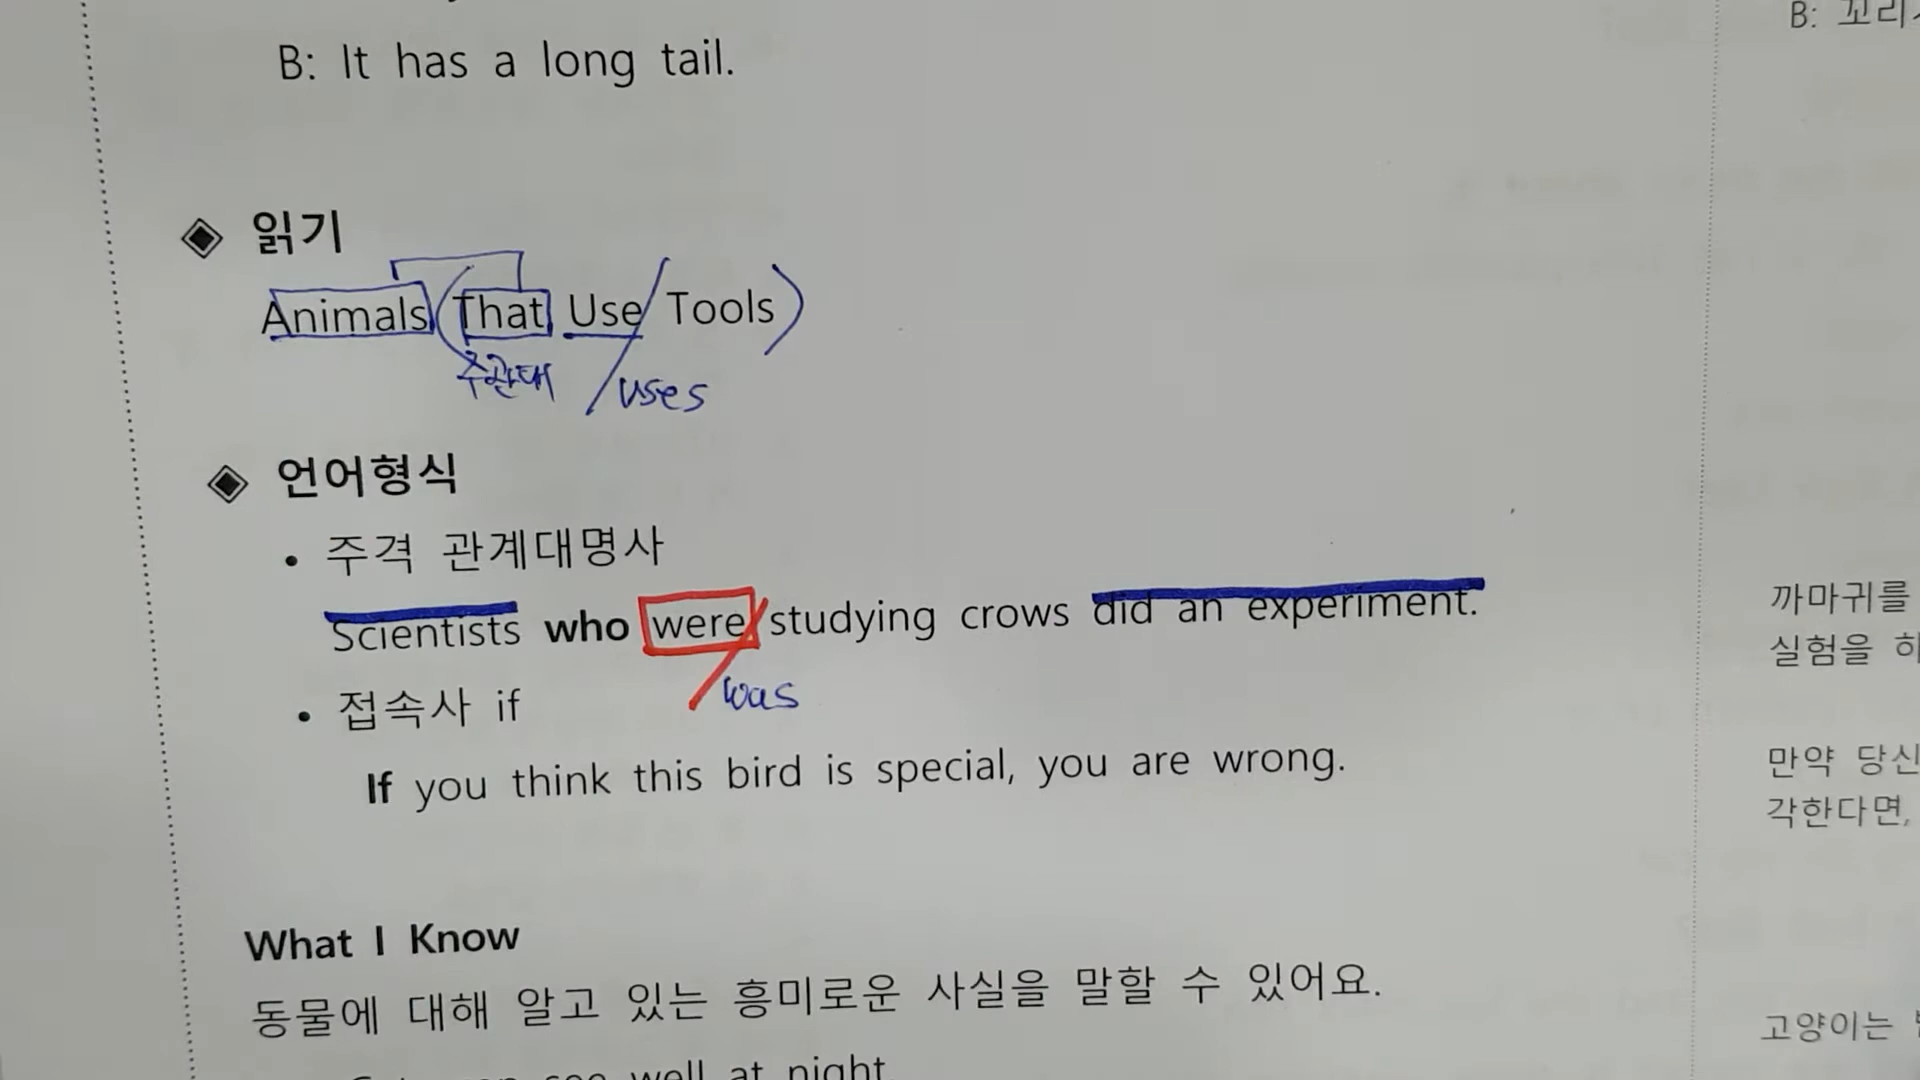 B: It has a long tail.
B: 꼬리
◈ 읽기
Animals (That Use / Tools)
주관대 / uses
◈ 언어형식
• 주격 관계대명사
Scientists who were / studying crows did an experiment.
was
까마귀를
실험을
• 접속사 if
If you think this bird is special, you are wrong.
만약 당신
각한다면,
What I Know
동물에 대해 알고 있는 흥미로운 사실을 말할 수 있어요.
고양이는
see well at night.